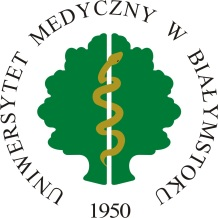 UNIWERSYTET MEDYCZNY W BIAŁYMSTOKU
1950